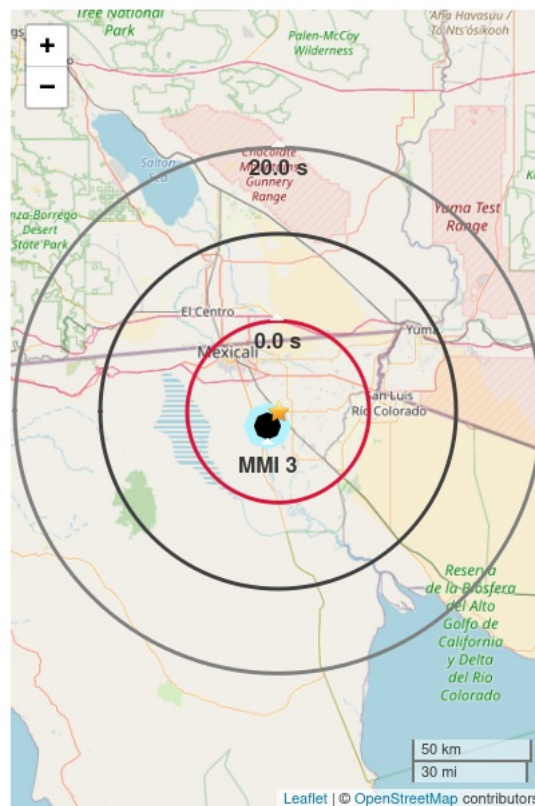 Tree National
Park
Palen-McCoy
Wilderness
'Aha Havasuu /
To Nts'ósikooh
+
−
Salton
Sea
20.0 s
Chocolate
Gunnery
Range
Yuma Test
Range
nza-Borrego
Desert
State Park
El Centro
0.0 s
Yuma
Mexicali
San Luis
Río Colorado
MMI 3
Reserva
de la Biosfera
del Alto
Golfo de
California
y Delta
del Río
Colorado
50 km
30 mi
Leaflet | © OpenStreetMap contributors